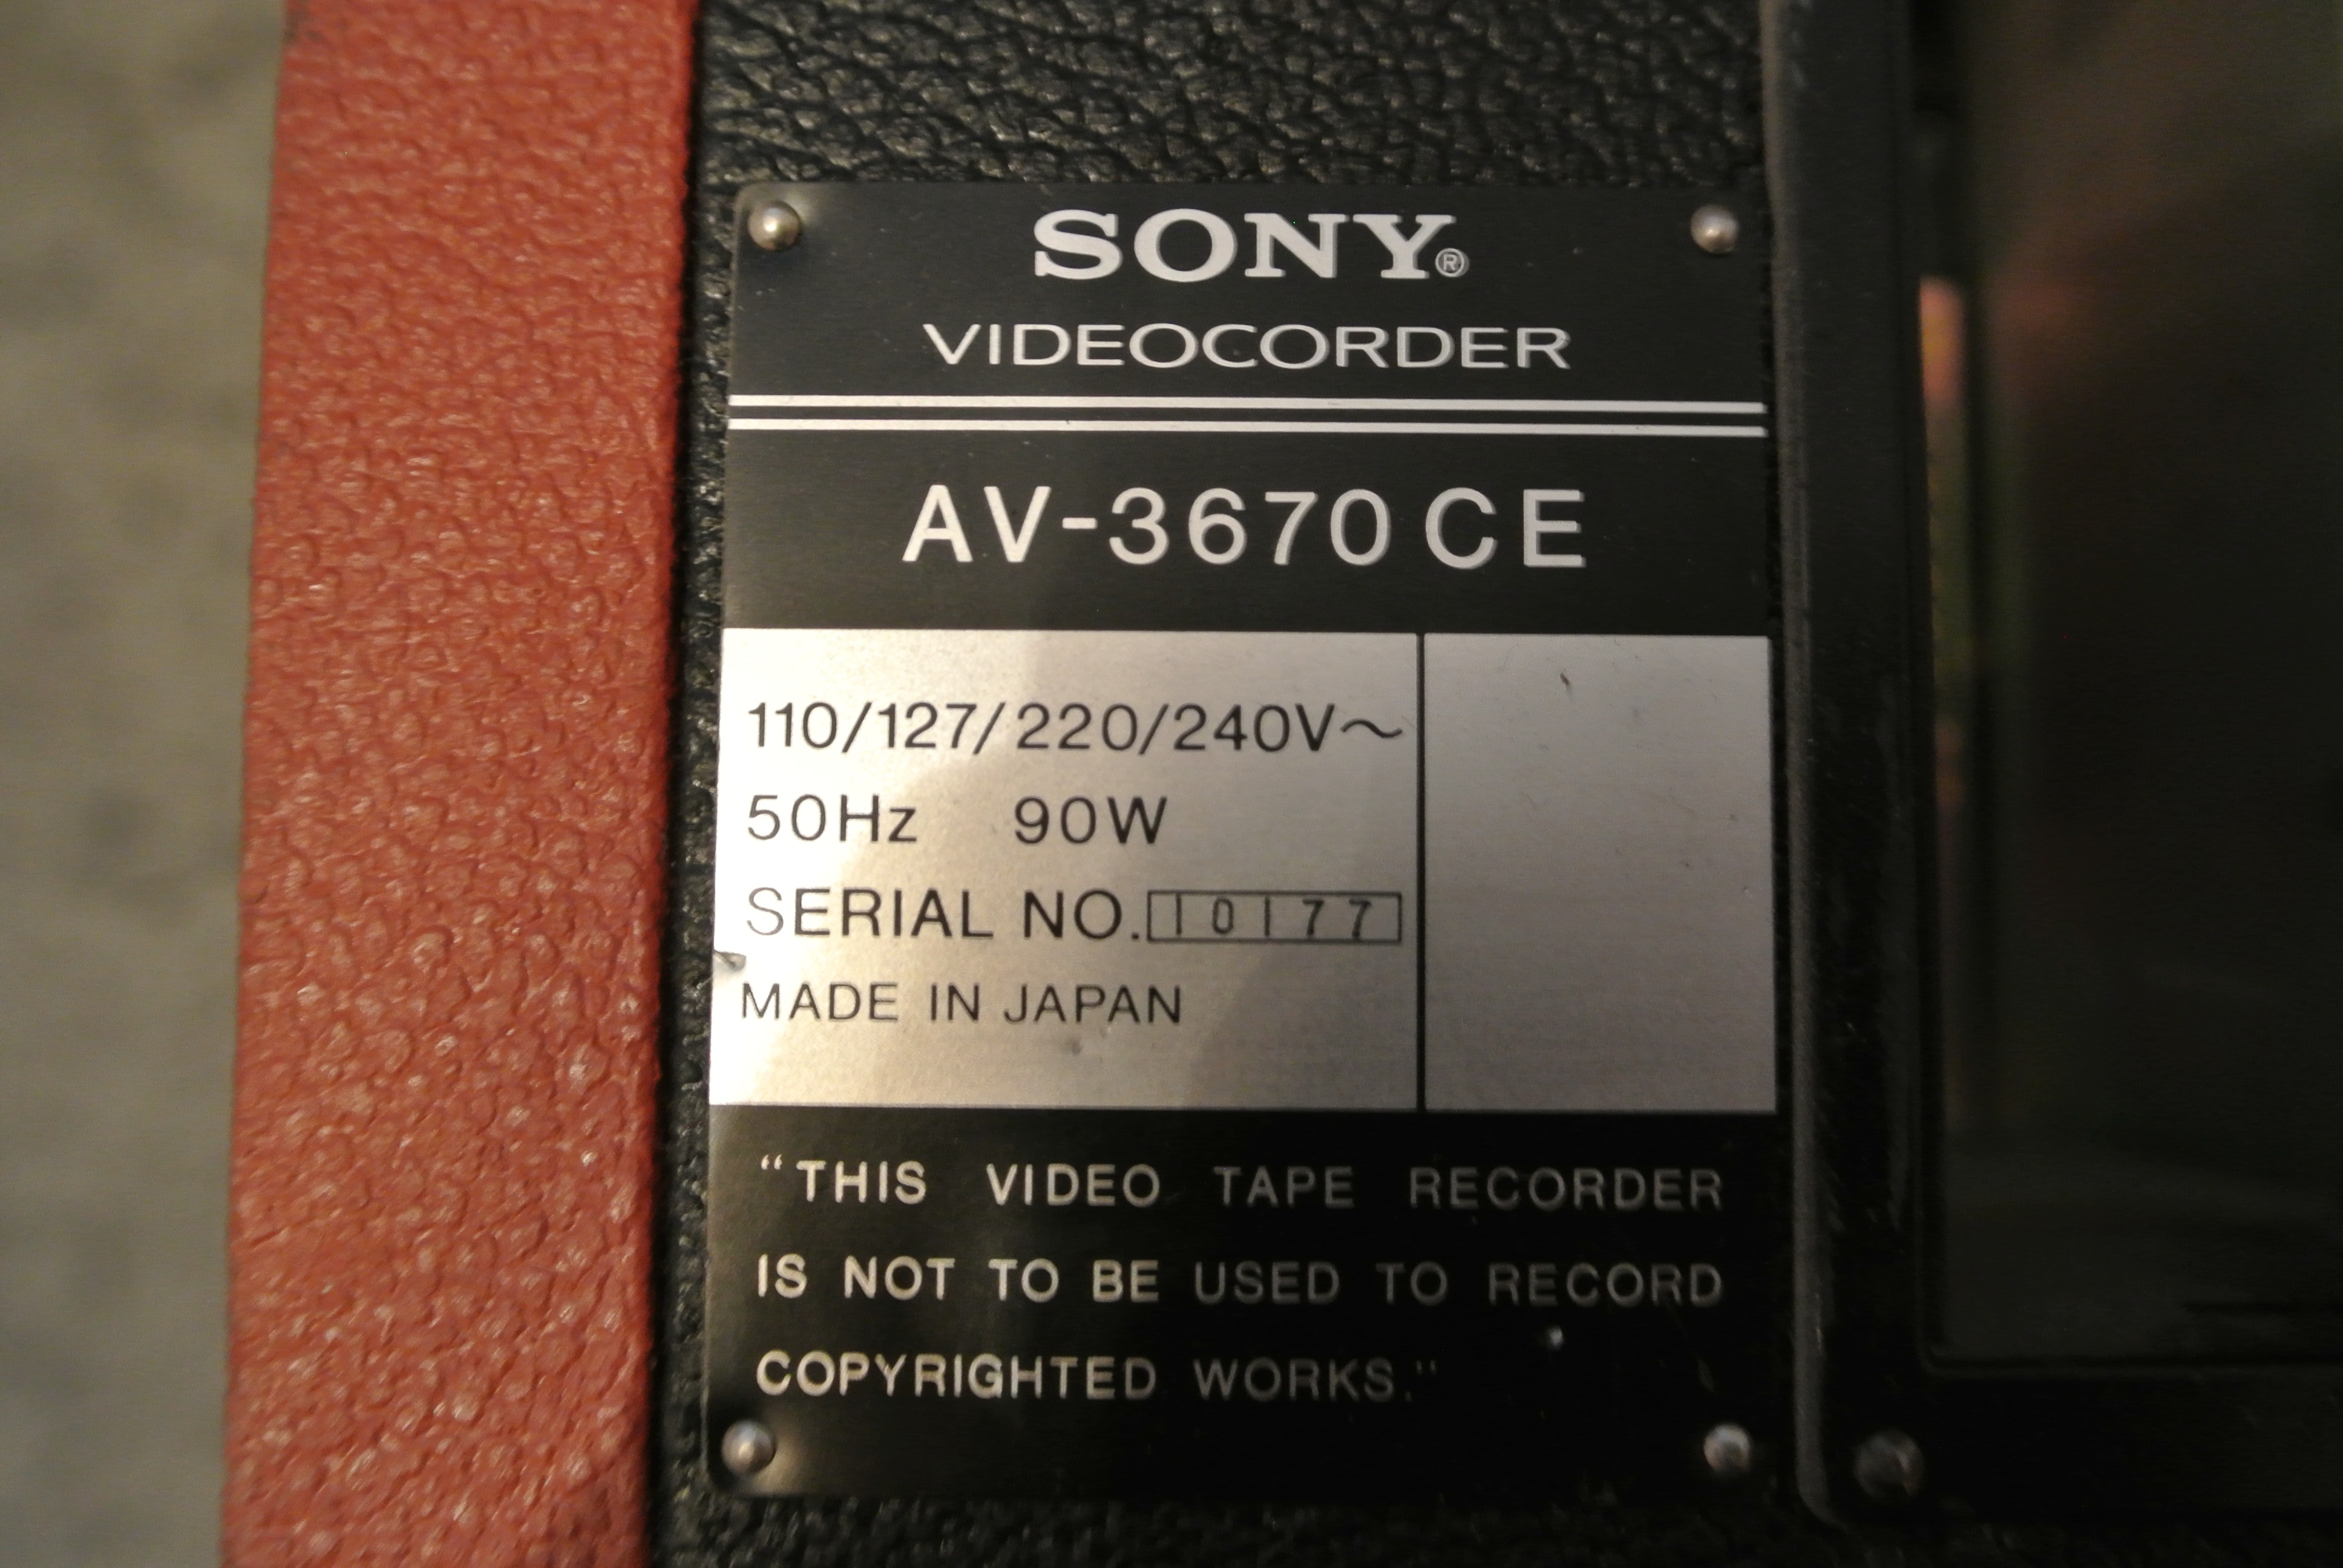 SONY®
VIDEOCORDER
AV-3670 CE
110/127/220/240V~
50Hz 90W
SERIAL NO. 10177
MADE IN JAPAN
“THIS VIDEO TAPE RECORDER
IS NOT TO BE USED TO RECORD
COPYRIGHTED WORKS.”